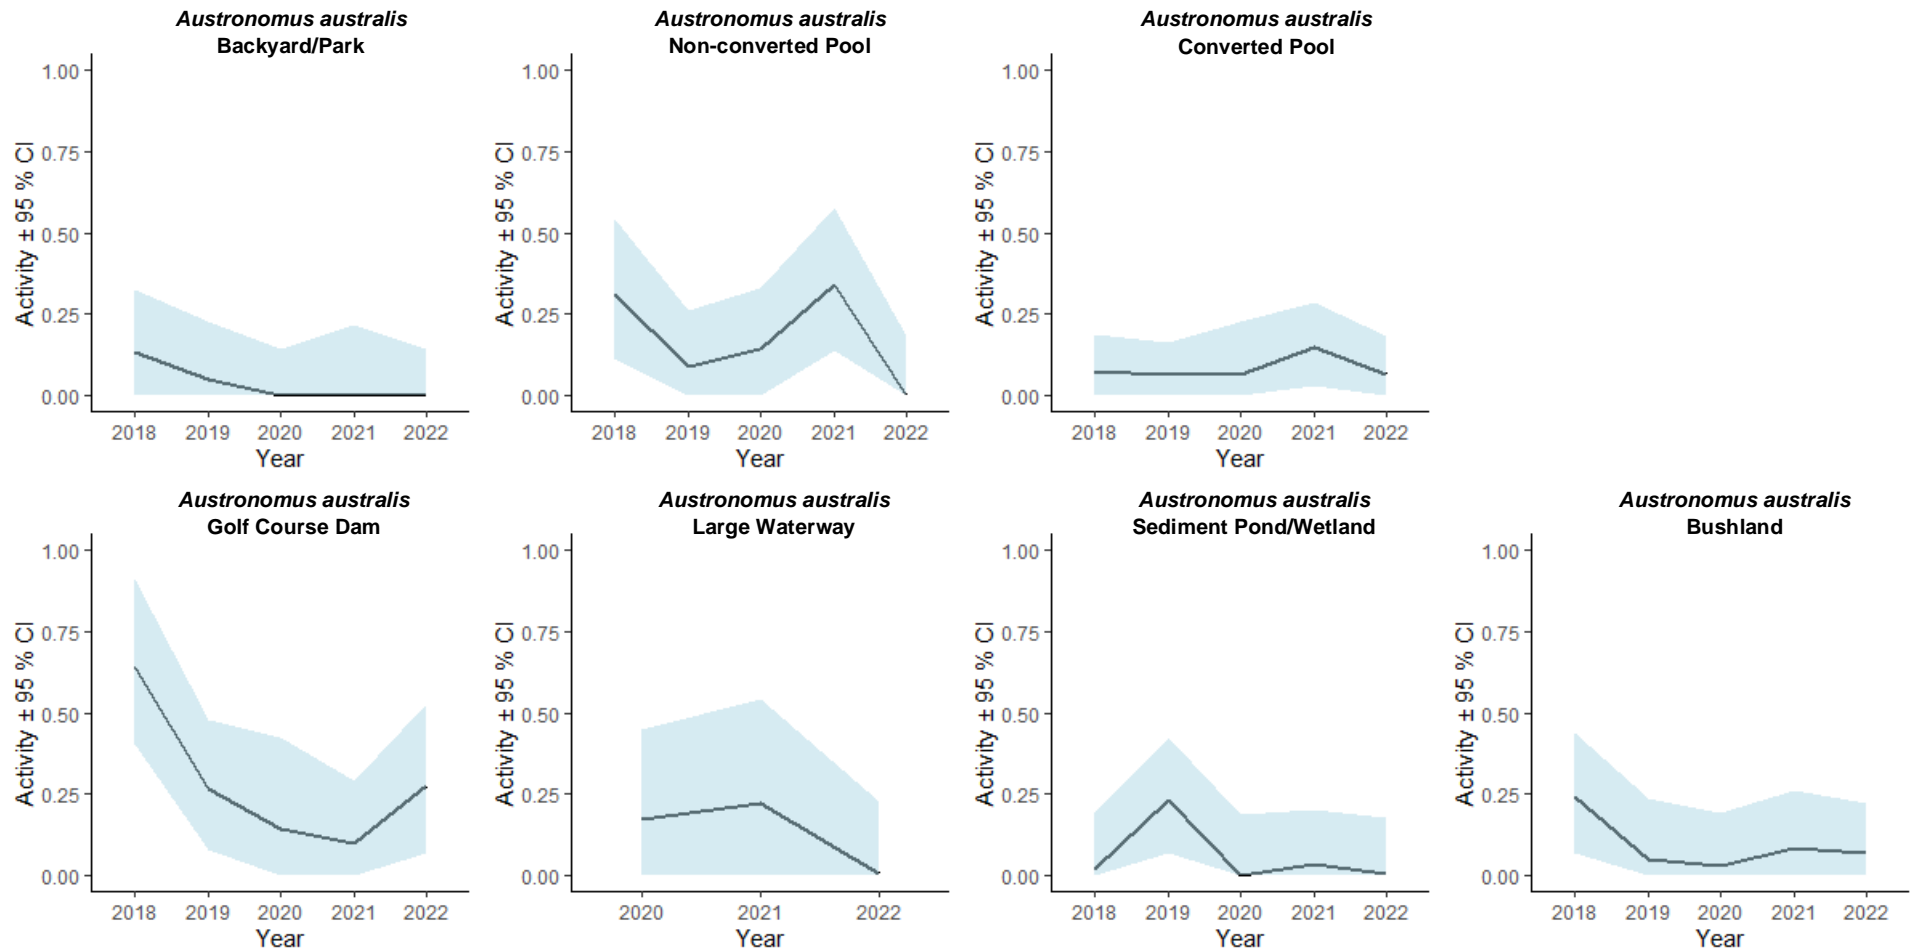 Austronomus australis
Backyard/Park
1.00
0.75
0.50
0.25
0.00
Activity ± 95 % CI
2018 2019 2020 2021 2022
Year
Austronomus australis
Non-converted Pool
1.00
0.75
0.50
0.25
0.00
Activity ± 95 % CI
2018 2019 2020 2021 2022
Year
Austronomus australis
Converted Pool
1.00
0.75
0.50
0.25
0.00
Activity ± 95 % CI
2018 2019 2020 2021 2022
Year
Austronomus australis
Golf Course Dam
1.00
0.75
0.50
0.25
0.00
Activity ± 95 % CI
2018 2019 2020 2021 2022
Year
Austronomus australis
Large Waterway
1.00
0.75
0.50
0.25
0.00
Activity ± 95 % CI
2020 2021 2022
Year
Austronomus australis
Sediment Pond/Wetland
1.00
0.75
0.50
0.25
0.00
Activity ± 95 % CI
2018 2019 2020 2021 2022
Year
Austronomus australis
Bushland
1.00
0.75
0.50
0.25
0.00
Activity ± 95 % CI
2018 2019 2020 2021 2022
Year